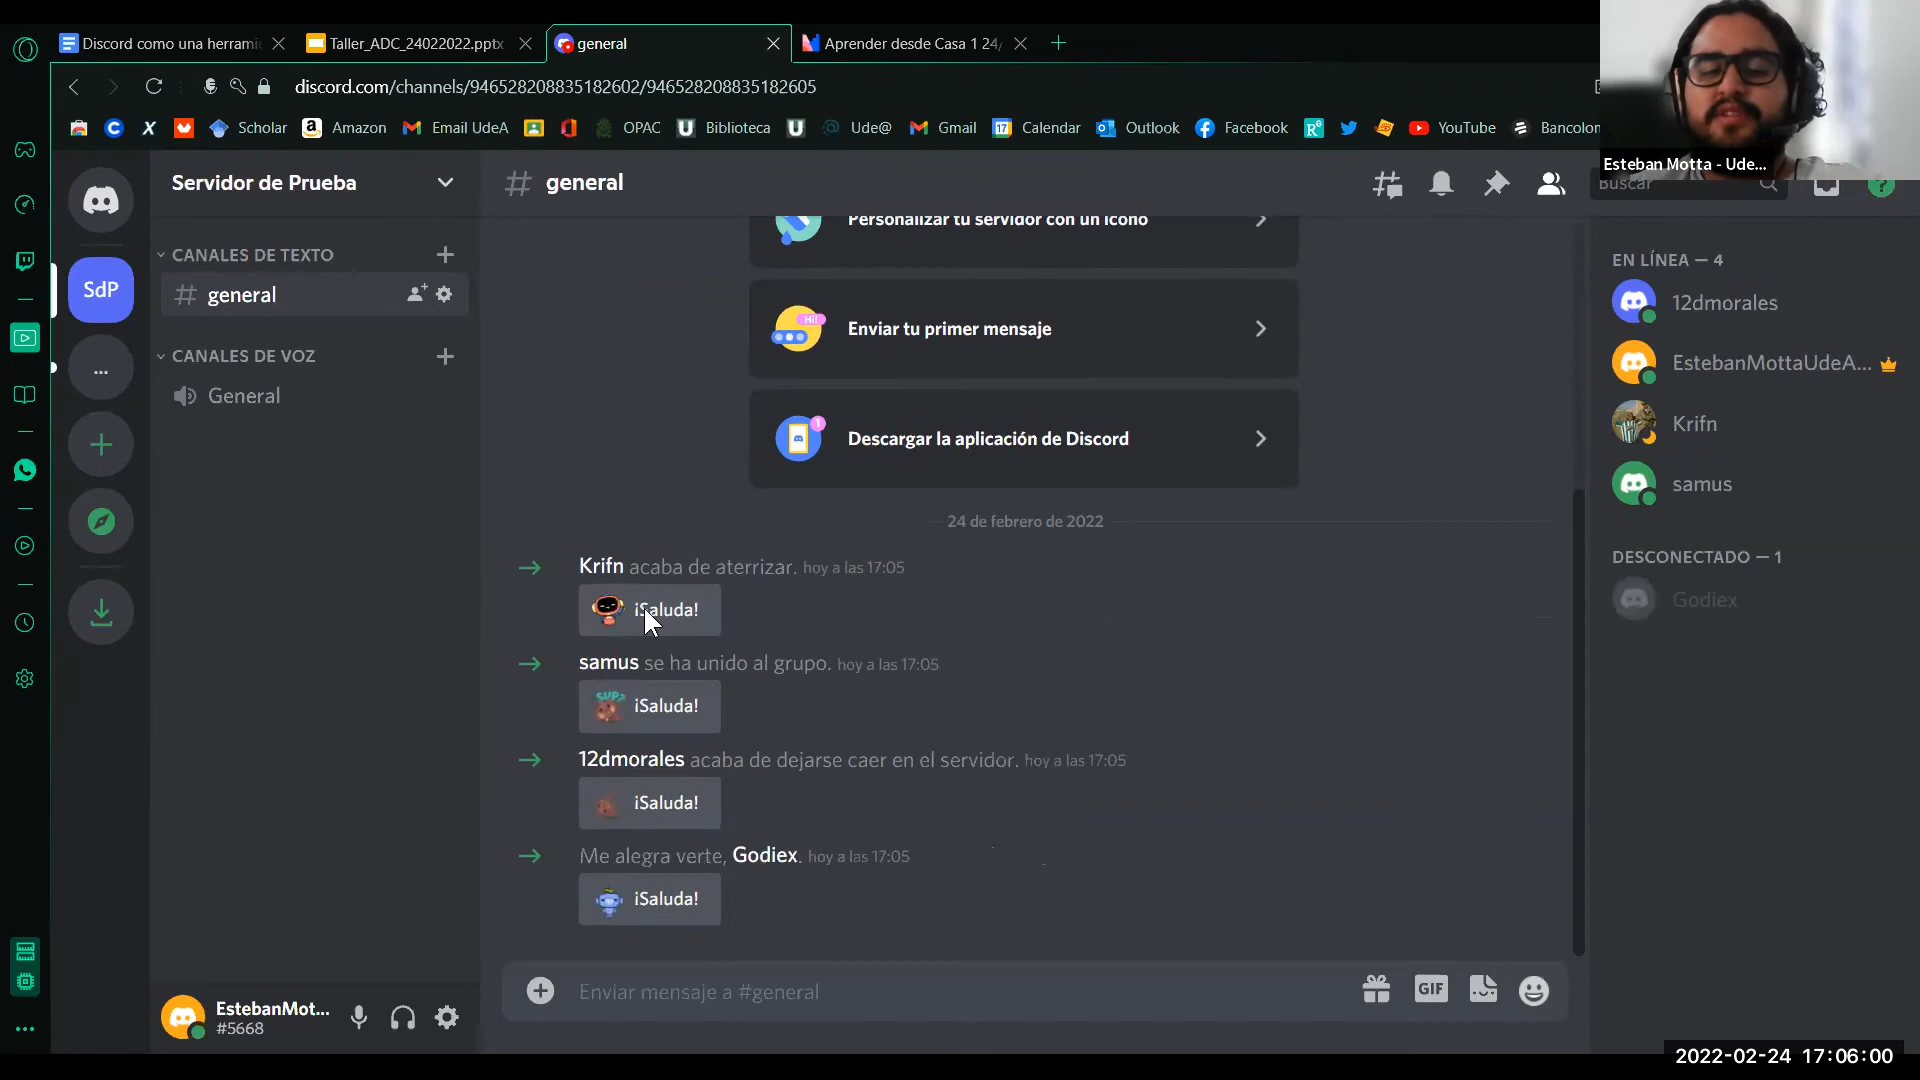 Discord como una herrami
Taller_ADC_24022022.pptx
general
Aprender desde Casa 1 24/
discord.com/channels/946528208835182602/946528208835182605
Scholar
Amazon
Email UdeA
OPAC
Biblioteca
Ude@
Gmail
Calendar
Outlook
Facebook
YouTube
Bancolon
Esteban Motta - Ude...
Servidor de Prueba
general
Buscar
SdP
CANALES DE TEXTO
general
CANALES DE VOZ
General
Personalizar tu servidor con un icono
Hi!
Enviar tu primer mensaje
1
Descargar la aplicación de Discord
24 de febrero de 2022
Krifn acaba de aterrizar. hoy a las 17:05
¡Saluda!
samus se ha unido al grupo. hoy a las 17:05
¡Saluda!
12dmorales acaba de dejarse caer en el servidor. hoy a las 17:05
¡Saluda!
Me alegra verte, Godiex. hoy a las 17:05
¡Saluda!
Enviar mensaje a #general
GIF
EN LÍNEA — 4
12dmorales
EstebanMottaUdeA...
Krifn
samus
DESCONECTADO — 1
Godiex
EstebanMot...
#5668
2022-02-24 17:06:00